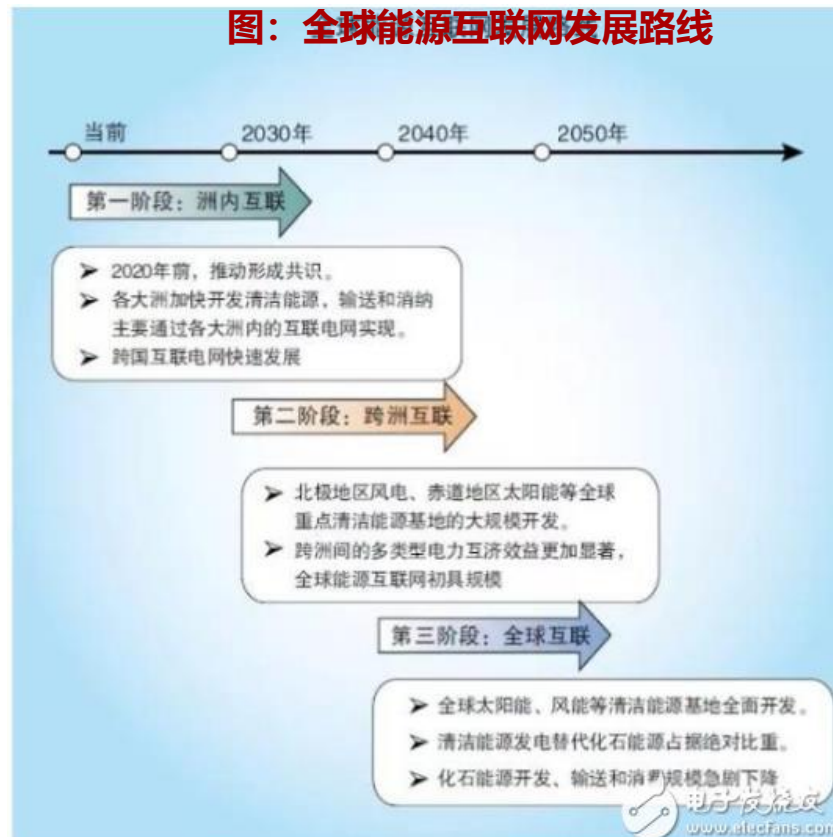 图：全球能源互联网发展路线
当前
2030年
2040年
2050年
第一阶段：洲内互联
➤ 2020年前，推动形成共识。
➤ 各大洲加快开发清洁能源，输送和消纳
主要通过各大洲内的互联电网实现。
➤ 跨国互联电网快速发展
第二阶段：跨洲互联
➤ 北极地区风电、赤道地区太阳能等全球
重点清洁能源基地的大规模开发。
➤ 跨洲间的多类型电力互济效益更加显著，
全球能源互联网初具规模
第三阶段：全球互联
➤ 全球太阳能、风能等清洁能源基地全面开发。
➤ 清洁能源发电替代化石能源占据绝对比重。
➤ 化石能源开发、输送和消费规模急剧下降
电子发烧友
www.elecfans.com